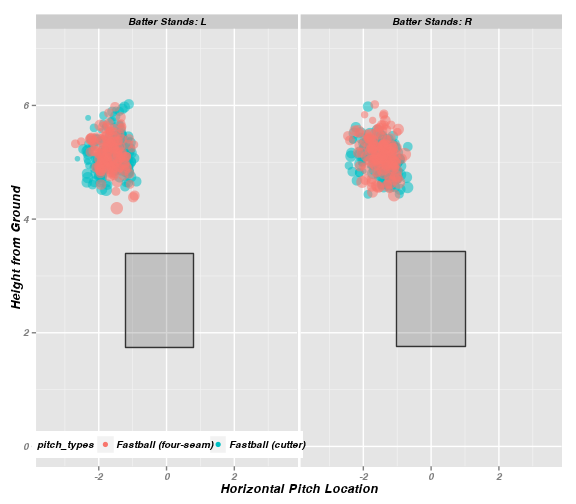 Batter Stands: L
Batter Stands: R
6
4
2
0
Height from Ground
pitch_types Fastball (four-seam) Fastball (cutter)
-2 0 2
-2 0 2
Horizontal Pitch Location